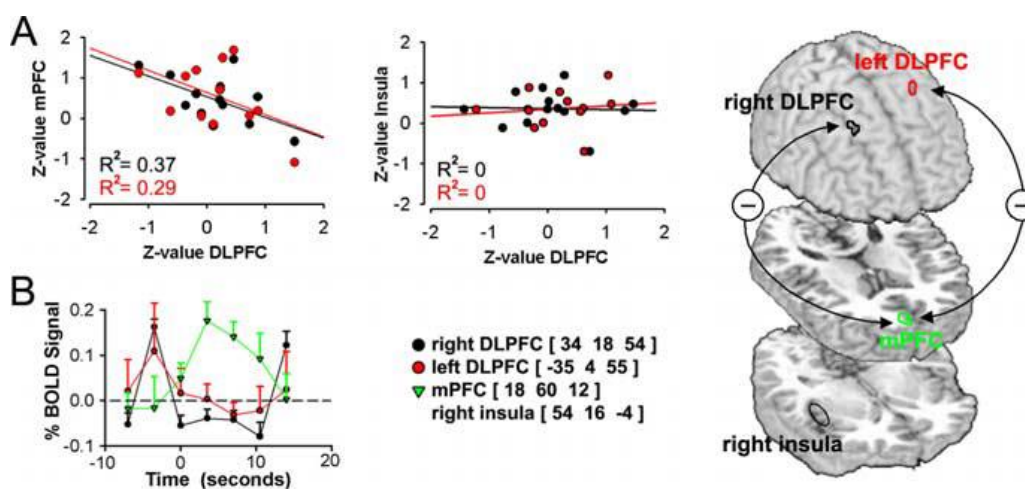 A
Z-value mPFC
2
1
0
-1
-2
R²= 0.37
R²= 0.29
-2 -1 0 1 2
Z-value DLPFC
Z-value Insula
2
1
0
-1
-2
R²= 0
R²= 0
-2 -1 0 1 2
Z-value DLPFC
left DLPFC
right DLPFC
−
−
mPFC
right insula
B
% BOLD Signal
0.2
0.1
0.0
-0.1
-10 0 10 20
Time (seconds)
right DLPFC [ 34 18 54 ]
left DLPFC [ -35 4 55 ]
mPFC [ 18 60 12 ]
right insula [ 54 16 -4 ]